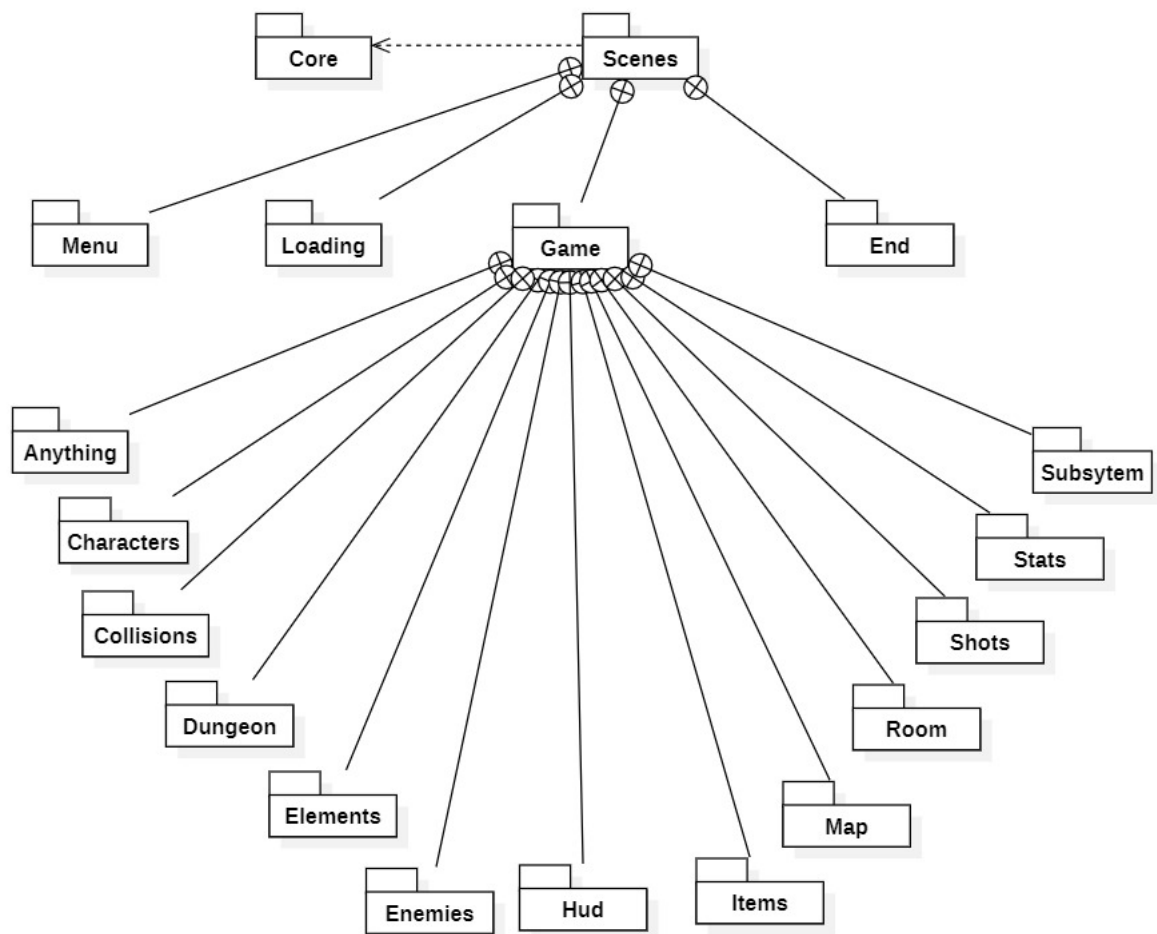 Core
Scenes
Menu
Loading
Game
End
Anything
Subsytem
Characters
Stats
Collisions
Shots
Dungeon
Room
Elements
Map
Enemies
Hud
Items